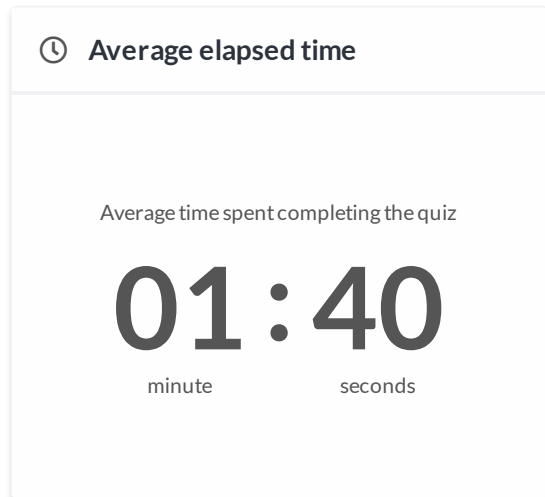 Average elapsed time
Average time spent completing the quiz
01 : 40
minute seconds